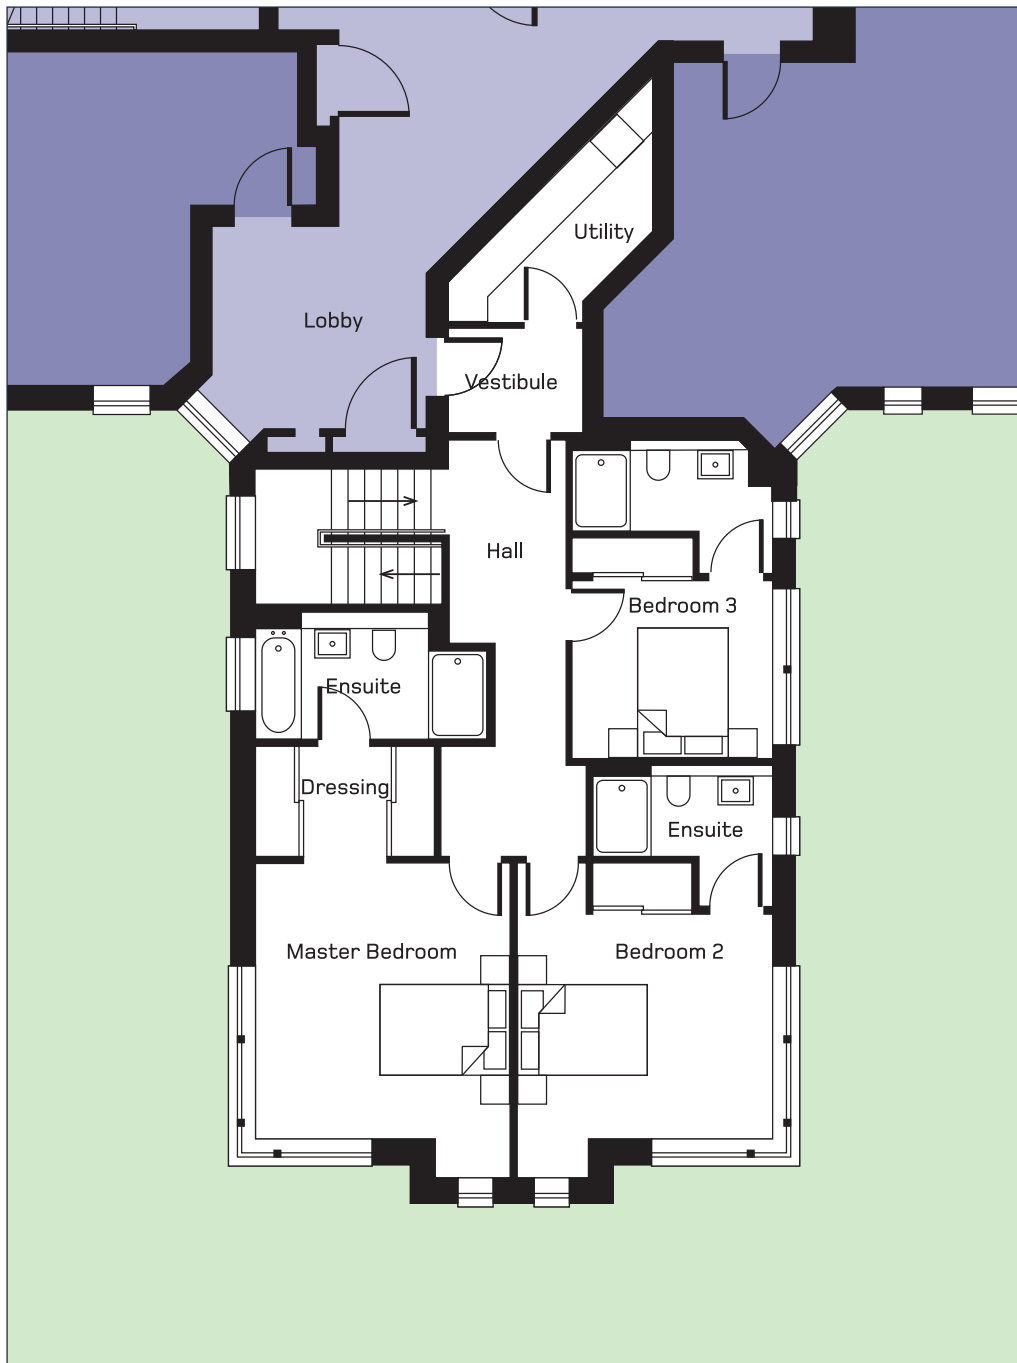 Utility
Lobby
Vestibule
Hall
Bedroom 3
Ensuite
Dressing
Ensuite
Master Bedroom
Bedroom 2